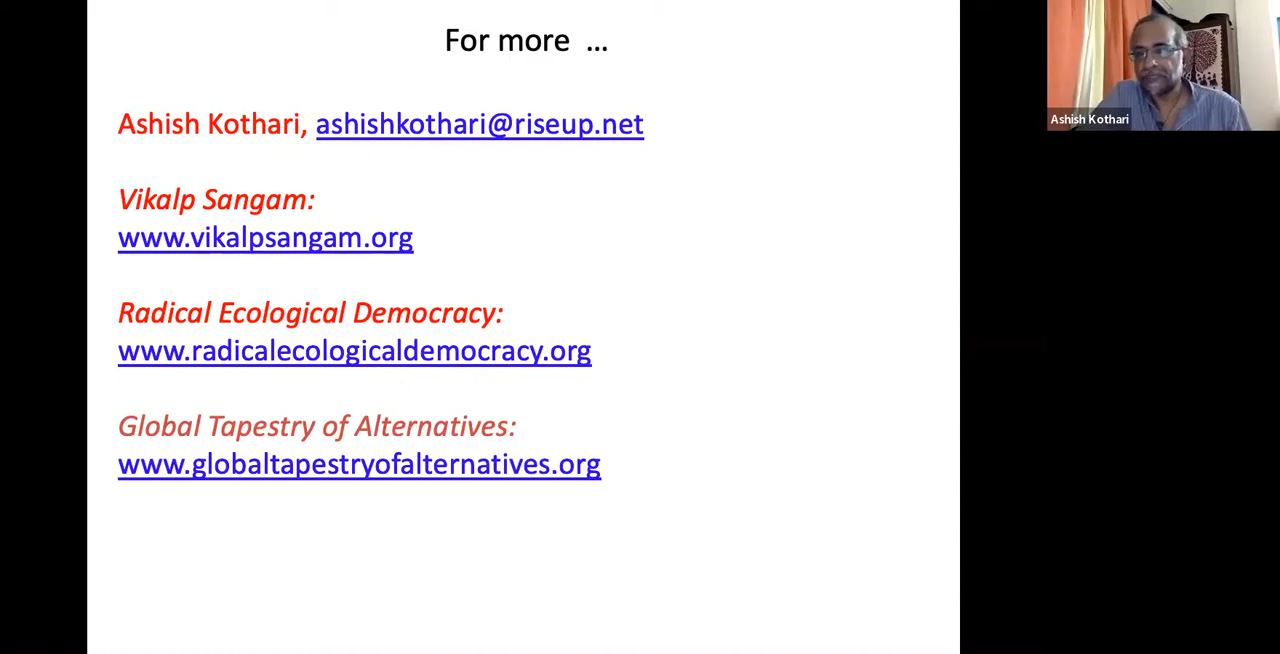 For more ...
Ashish Kothari, ashishkothari@riseup.net
Vikalp Sangam:
www.vikalpsangam.org
Radical Ecological Democracy:
www.radicalecologicaldemocracy.org
Global Tapestry of Alternatives:
www.globaltapestryofalternatives.org
Ashish Kothari